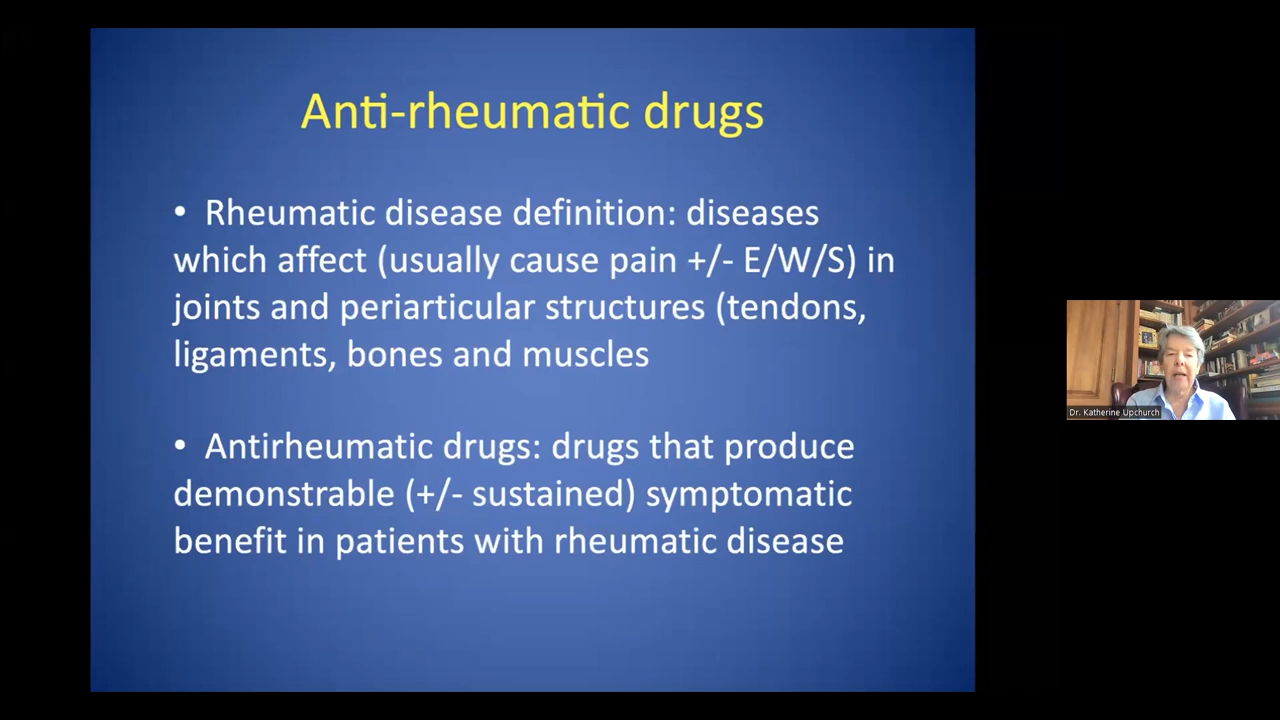 Anti-rheumatic drugs
• Rheumatic disease definition: diseases
which affect (usually cause pain +/- E/W/S) in
joints and periarticular structures (tendons,
ligaments, bones and muscles
• Antirheumatic drugs: drugs that produce
demonstrable (+/- sustained) symptomatic
benefit in patients with rheumatic disease
Dr. Katherine Upchurch